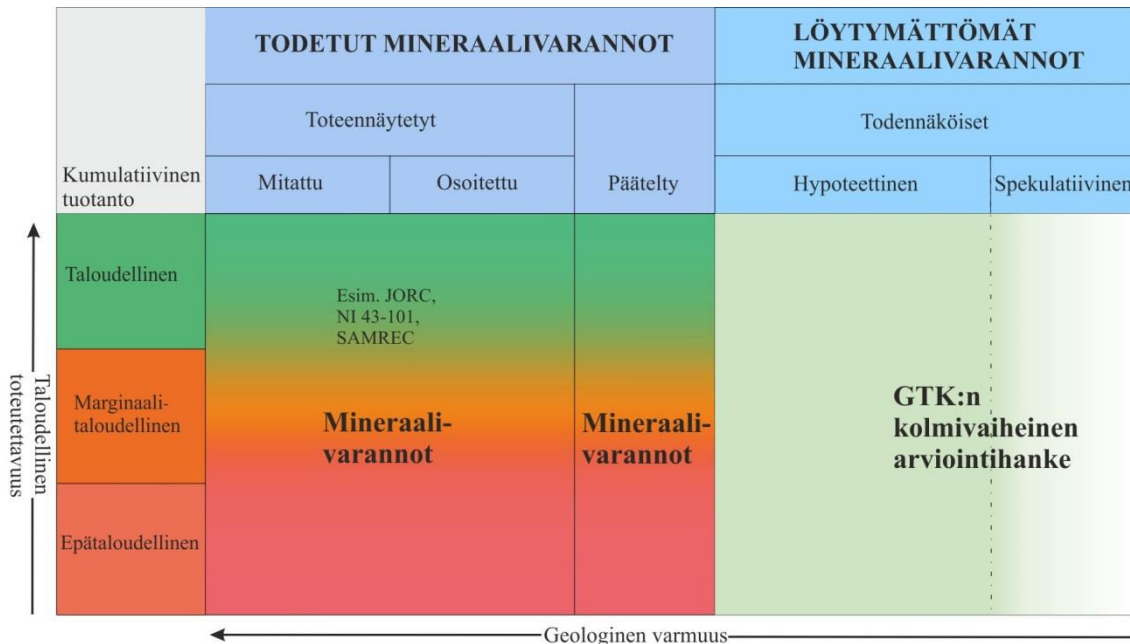 TODETUT MINERAALIVARANNOT
LÖYTYMÄTTÖMÄT
MINERAALIVARANNOT
Toteennäytetyt
Todennäköiset
Kumulatiivinen
tuotanto
Mitattu
Osoitettu
Päätelty
Hypoteettinen
Spekulatiivinen
Taloudellinen
toteutettavuus
Taloudellinen
Esim. JORC,
NI 43-101,
SAMREC
Marginaali-
taloudellinen
Mineraali-
varannot
Mineraali-
varannot
GTK:n
kolmivaiheinen
arviointihanke
Epätaloudellinen
Geologinen varmuus